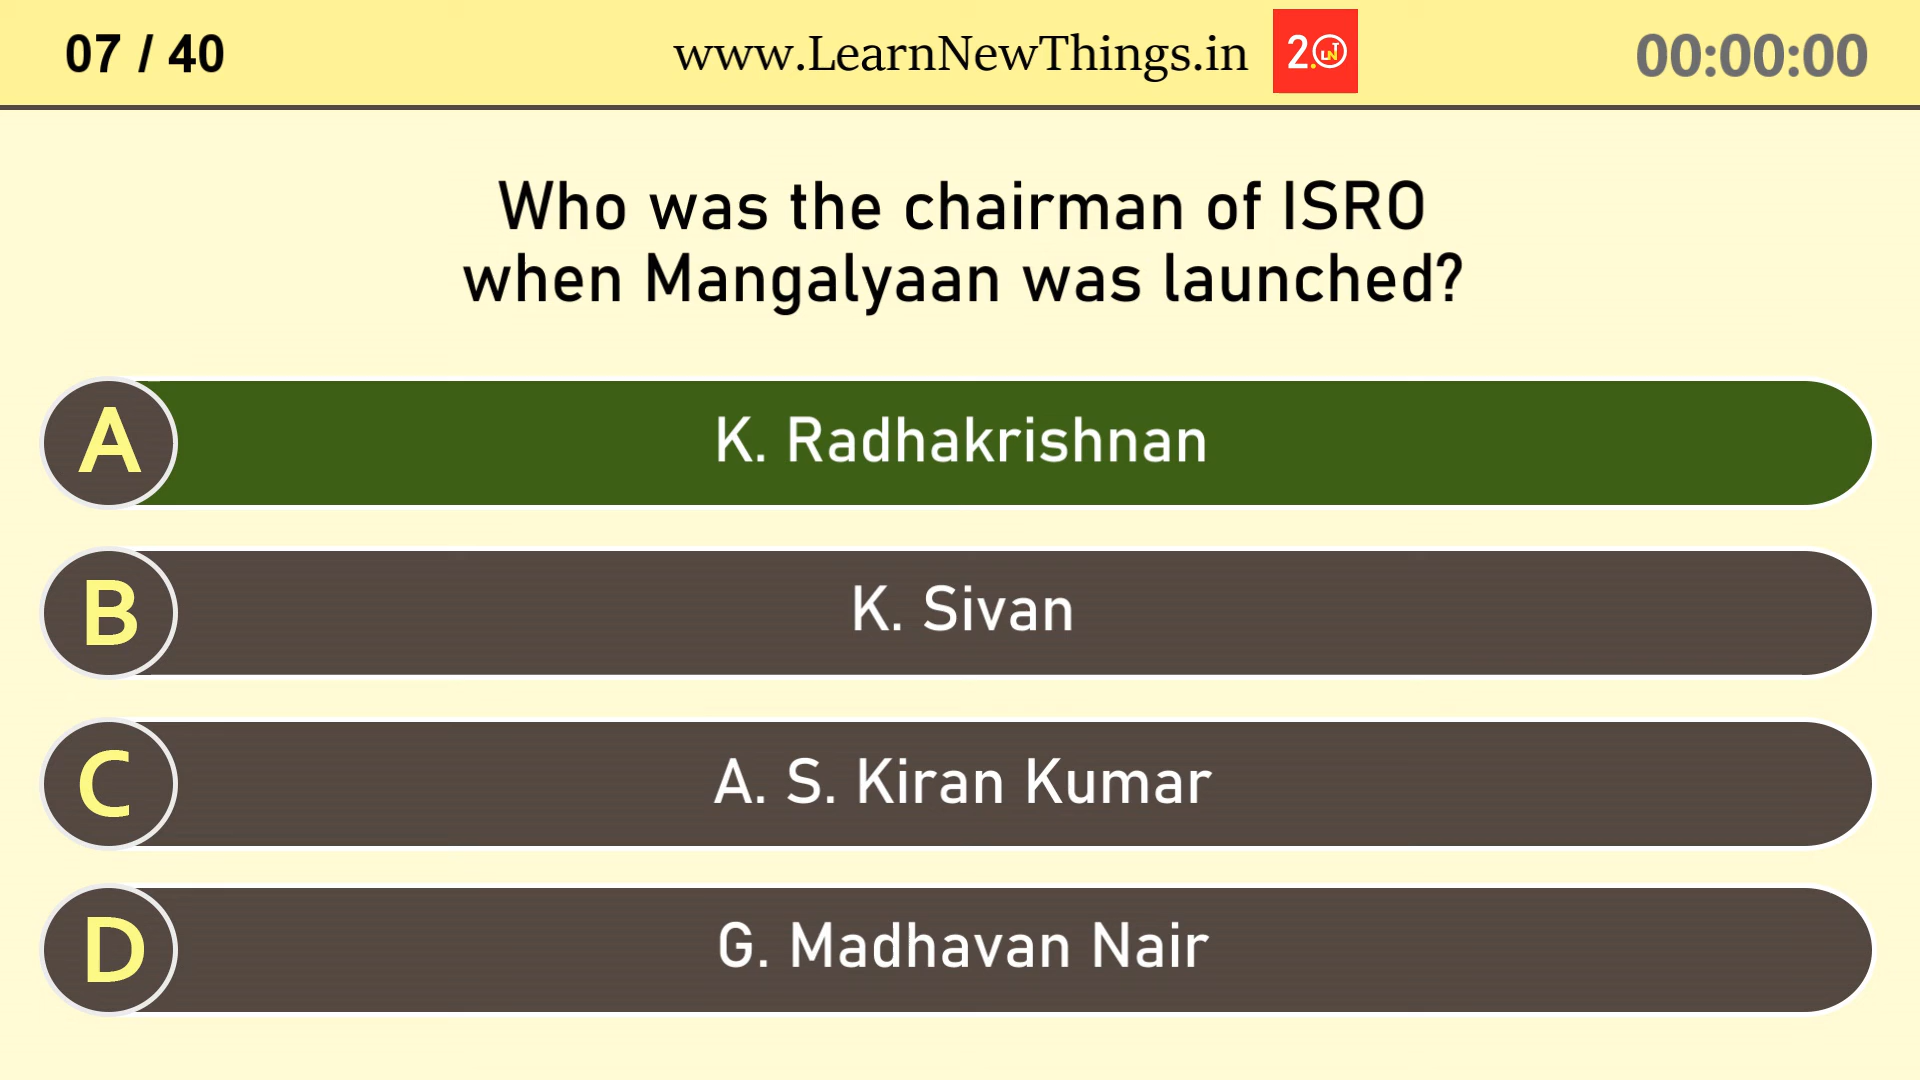 07 / 40
www.LearnNewThings.in
2.LNT
00:00:00
Who was the chairman of ISRO
when Mangalyaan was launched?
A
K. Radhakrishnan
B
K. Sivan
C
A. S. Kiran Kumar
D
G. Madhavan Nair